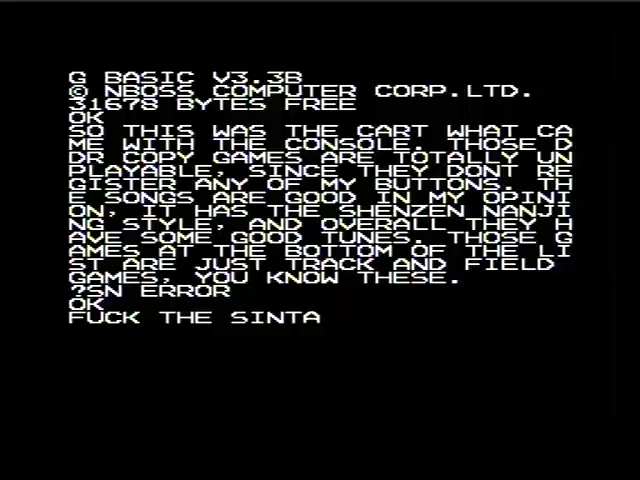 G BASIC V3.3B
© NBOSS COMPUTER CORP.LTD.
31678 BYTES FREE
OK
SO THIS WAS THE CART WHAT CA
ME WITH THE CONSOLE. THOSE D
DR COPY GAMES ARE TOTALLY UN
PLAYABLE, SINCE THEY DONT RE
GISTER ANY OF MY BUTTONS. TH
E SONGS ARE GOOD IN MY OPINI
ON, IT HAS THE SHENZEN NANJI
NG STYLE, AND OVERALL THEY H
AVE SOME GOOD TUNES. THOSE G
AMES AT THE BOTTOM OF THE LI
ST ARE JUST TRACK AND FIELD
GAMES, YOU KNOW THESE.
?SN ERROR
OK
FUCK THE SINTA